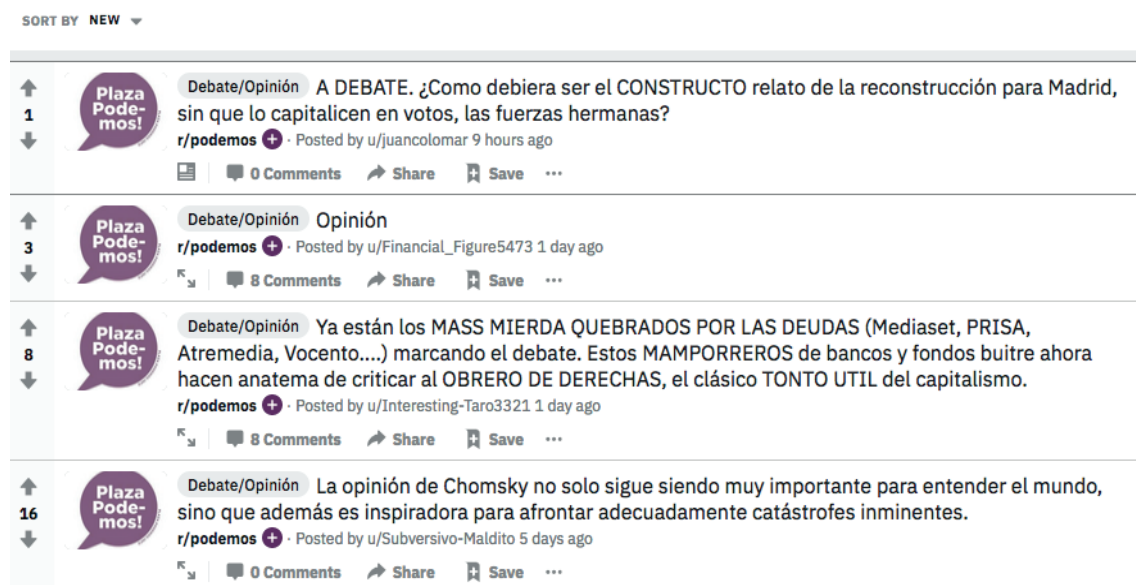 SORT BY NEW
1
Plaza
Pode-
mos!
Debate/Opinión A DEBATE. ¿Como debiera ser el CONSTRUCTO relato de la reconstrucción para Madrid,
sin que lo capitalicen en votos, las fuerzas hermanas?
r/podemos + · Posted by u/juancolomar 9 hours ago
0 Comments Share Save ...
3
Plaza
Pode-
mos!
Debate/Opinión Opinión
r/podemos + · Posted by u/Financial_Figure5473 1 day ago
8 Comments Share Save ...
8
Plaza
Pode-
mos!
Debate/Opinión Ya están los MASS MIERDA QUEBRADOS POR LAS DEUDAS (Mediaset, PRISA,
Atremedia, Vocento....) marcando el debate. Estos MAMPORREROS de bancos y fondos buitre ahora
hacen anatema de criticar al OBRERO DE DERECHAS, el clásico TONTO UTIL del capitalismo.
r/podemos + · Posted by u/Interesting-Taro3321 1 day ago
8 Comments Share Save ...
16
Plaza
Pode-
mos!
Debate/Opinión La opinión de Chomsky no solo sigue siendo muy importante para entender el mundo,
sino que además es inspiradora para afrontar adecuadamente catástrofes inminentes.
r/podemos + · Posted by u/Subversivo-Maldito 5 days ago
0 Comments Share Save ...